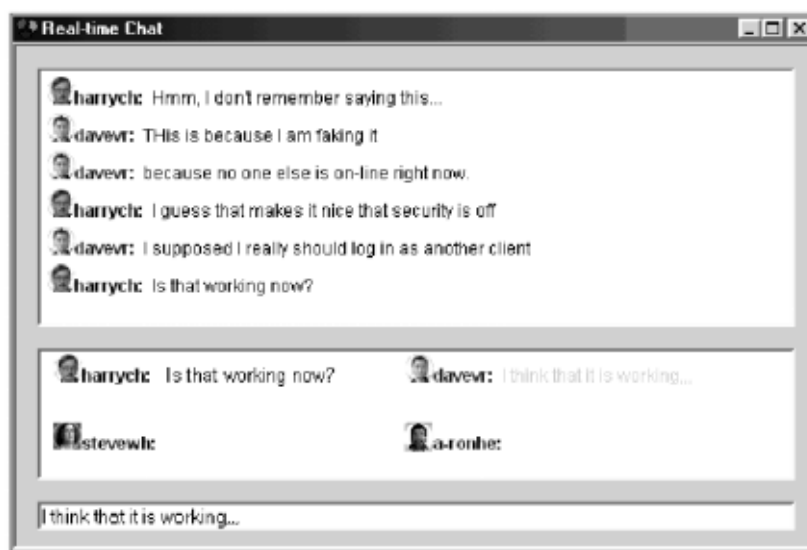 Real-time Chat
harrych: Hmm, I don't remember saying this...
davevr: THis is because I am faking it
davevr: because no one else is on-line right now.
harrych: I guess that makes it nice that security is off
davevr: I supposed I really should log in as another client
harrych: Is that working now?
harrych: Is that working now? davevr: I think that it is working...
stevewh: a-ronhe:
I think that it is working...